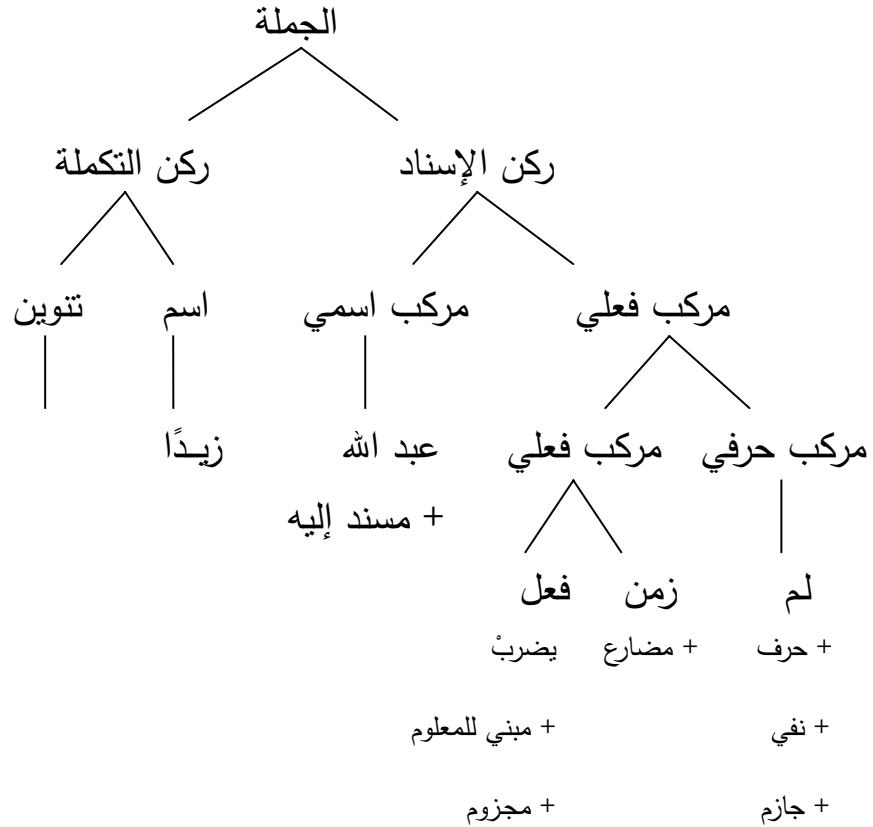 الجملة
ركن الإسناد ركن التكملة
مركب فعلي مركب اسمي اسم تنوين
مركب حرفي مركب فعلي عبد الله زيــدًا
+ مسند إليه
لم زمن فعل
+ حرف + مضارع يضربْ
+ نفي + مبني للمعلوم
+ جازم + مجزوم